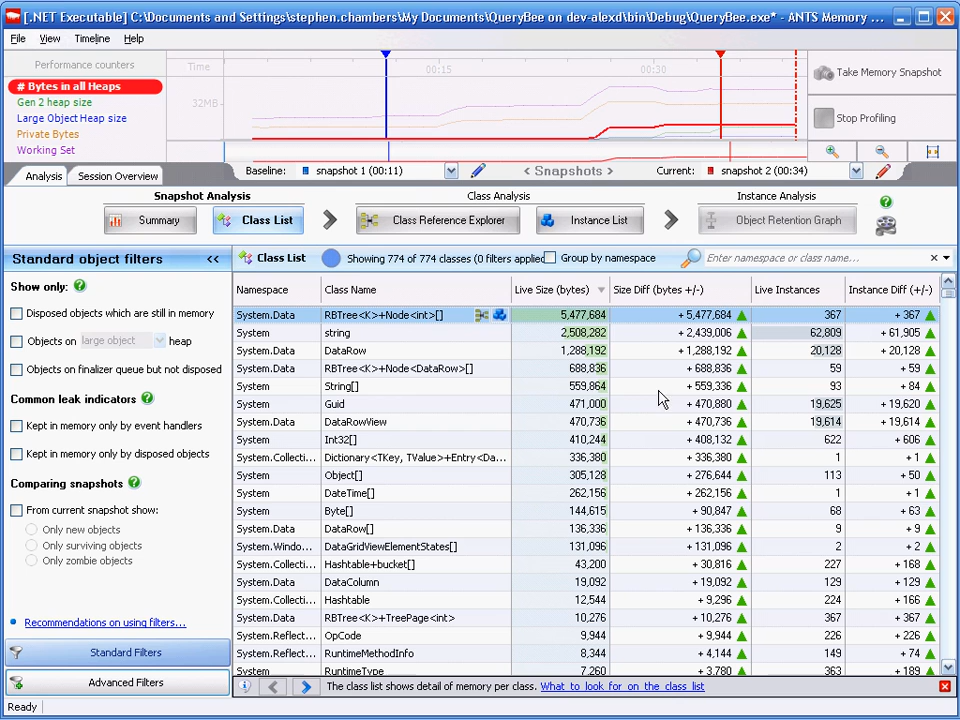 [.NET Executable] C:\Documents and Settings\stephen.chambers\My Documents\QueryBee on dev-alexd\bin\Debug\QueryBee.exe* - ANTS Memory ...
File View Timeline Help
Performance counters
# Bytes in all Heaps
Gen 2 heap size
Large Object Heap size
Private Bytes
Working Set
Time
00:15
00:30
32MB
Take Memory Snapshot
Stop Profiling
Analysis
Session Overview
Baseline: snapshot 1 (00:11) < Snapshots > Current: snapshot 2 (00:34)
Snapshot Analysis
Class Analysis
Instance Analysis
Summary
Class List
Class Reference Explorer
Instance List
Object Retention Graph
Standard object filters <<
Show only:
Disposed objects which are still in memory
Objects on large object heap
Objects on finalizer queue but not disposed
Common leak indicators
Kept in memory only by event handlers
Kept in memory only by disposed objects
Comparing snapshots
From current snapshot show:
Only new objects
Only surviving objects
Only zombie objects
Recommendations on using filters...
Standard Filters
Advanced Filters
Class List
Showing 774 of 774 classes (0 filters applied
Group by namespace
Enter namespace or class name...
Namespace Class Name Live Size (bytes) Size Diff (bytes +/-) Live Instances Instance Diff (+/-)
System.Data RBTree<K>+Node<int>[] 5,477,684 + 5,477,684 367 + 367
System string 2,508,282 + 2,439,006 62,809 + 61,905
System.Data DataRow 1,288,192 + 1,288,192 20,128 + 20,128
System.Data RBTree<K>+Node<DataRow>[] 688,836 + 688,836 59 + 59
System String[] 559,864 + 559,336 93 + 84
System Guid 471,000 + 470,880 19,625 + 19,620
System.Data DataRowView 470,736 + 470,736 19,614 + 19,614
System Int32[] 410,244 + 408,132 622 + 606
System.Collecti... Dictionary<TKey, TValue>+Entry<Da... 336,380 + 336,380 1 + 1
System Object[] 305,128 + 276,644 113 + 50
System DateTime[] 262,156 + 262,156 1 + 1
System Byte[] 144,615 + 90,847 68 + 63
System.Data DataRow[] 136,336 + 136,336 9 + 9
System.Windo... DataGridViewElementStates[] 131,096 + 131,096 2 + 2
System.Collecti... Hashtable+bucket[] 43,200 + 30,816 227 + 168
System.Data DataColumn 19,092 + 19,092 129 + 129
System.Collecti... Hashtable 12,544 + 9,296 224 + 166
System.Data RBTree<K>+TreePage<int> 10,276 + 10,276 367 + 367
System.Reflect... OpCode 9,944 + 9,944 226 + 226
System.Reflect... RuntimeMethodInfo 8,344 + 4,144 149 + 74
System RuntimeType 7,260 + 3,780 363 + 189
The class list shows detail of memory per class. What to look for on the class list
Ready